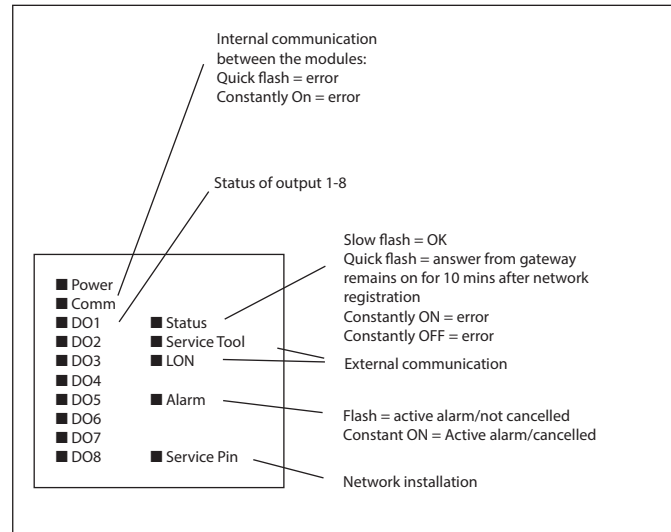 Internal communication
between the modules:
Quick flash = error
Constantly On = error
Status of output 1-8
Slow flash = OK
Quick flash = answer from gateway
remains on for 10 mins after network
registration
Constantly ON = error
Constantly OFF = error
External communication
Flash = active alarm/not cancelled
Constant ON = Active alarm/cancelled
Network installation
Power
Comm
DO1
DO2
DO3
DO4
DO5
DO6
DO7
DO8
Status
Service Tool
LON
Alarm
Service Pin